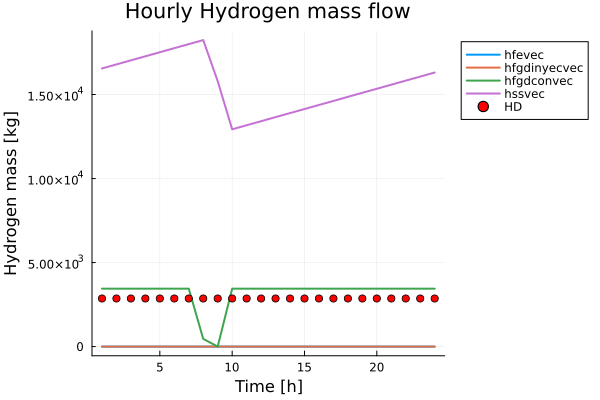 Hourly Hydrogen mass flow
Hydrogen mass [kg]
1.50×10⁴
1.00×10⁴
5.00×10³
0
5 10 15 20
Time [h]
hfevec
hfgdinyecvec
hfgdconvec
hssvec
HD